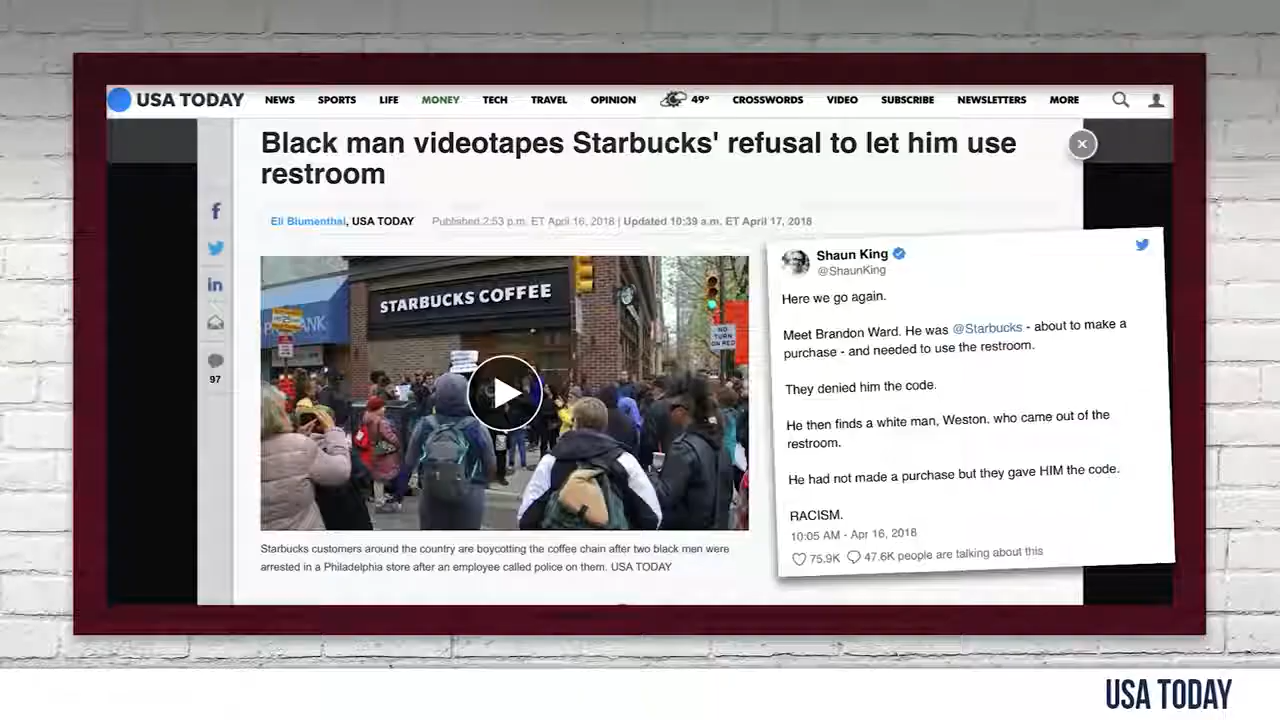 USA TODAY
NEWS SPORTS LIFE MONEY TECH TRAVEL OPINION 49° CROSSWORDS VIDEO SUBSCRIBE NEWSLETTERS MORE
Black man videotapes Starbucks' refusal to let him use
restroom
Eli Blumenthal, USA TODAY Published 2:53 p.m. ET April 16, 2018 | Updated 10:39 a.m. ET April 17, 2018
97
STARBUCKS COFFEE
NO
TURN
ON RED
Starbucks customers around the country are boycotting the coffee chain after two black men were
arrested in a Philadelphia store after an employee called police on them. USA TODAY
Shaun King
@ShaunKing
Here we go again.
Meet Brandon Ward. He was @Starbucks - about to make a
purchase - and needed to use the restroom.
They denied him the code.
He then finds a white man, Weston. who came out of the
restroom.
He had not made a purchase but they gave HIM the code.
RACISM.
10:05 AM - Apr 16, 2018
75.9K 47.6K people are talking about this
USA TODAY